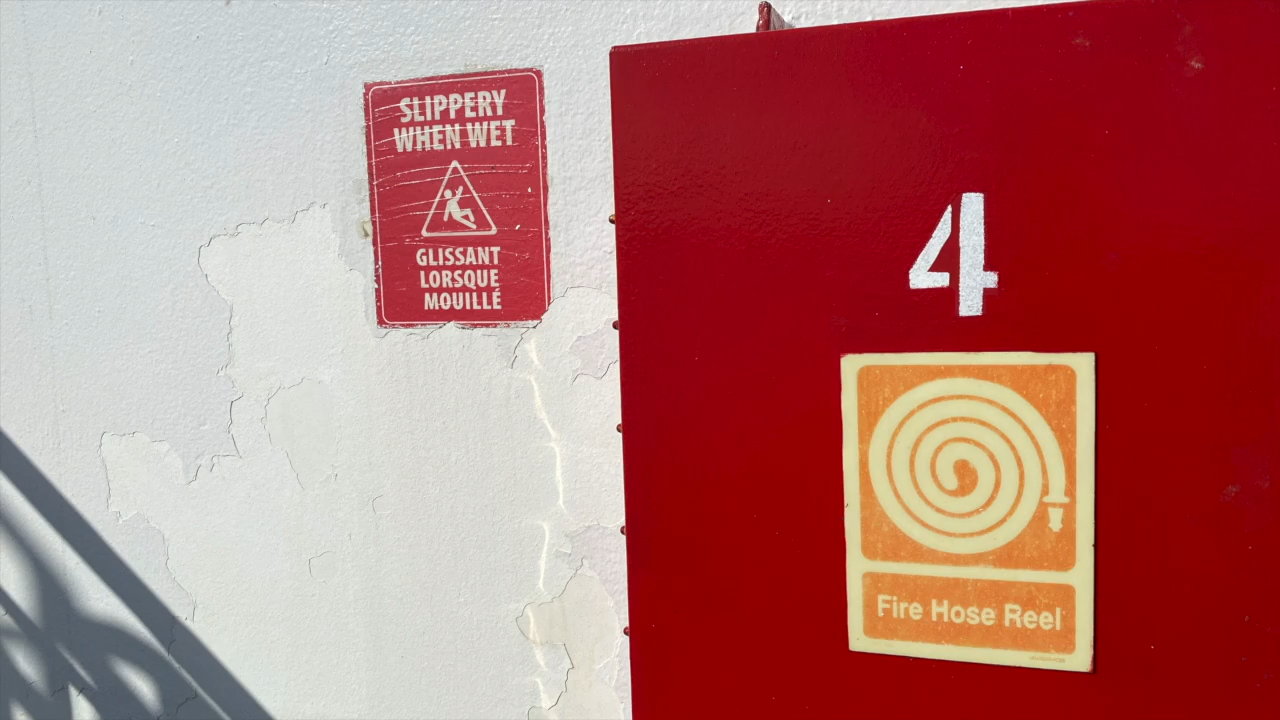 SLIPPERY
WHEN WET
GLISSANT
LORSQUE
MOUILLÉ
4
Fire Hose Reel